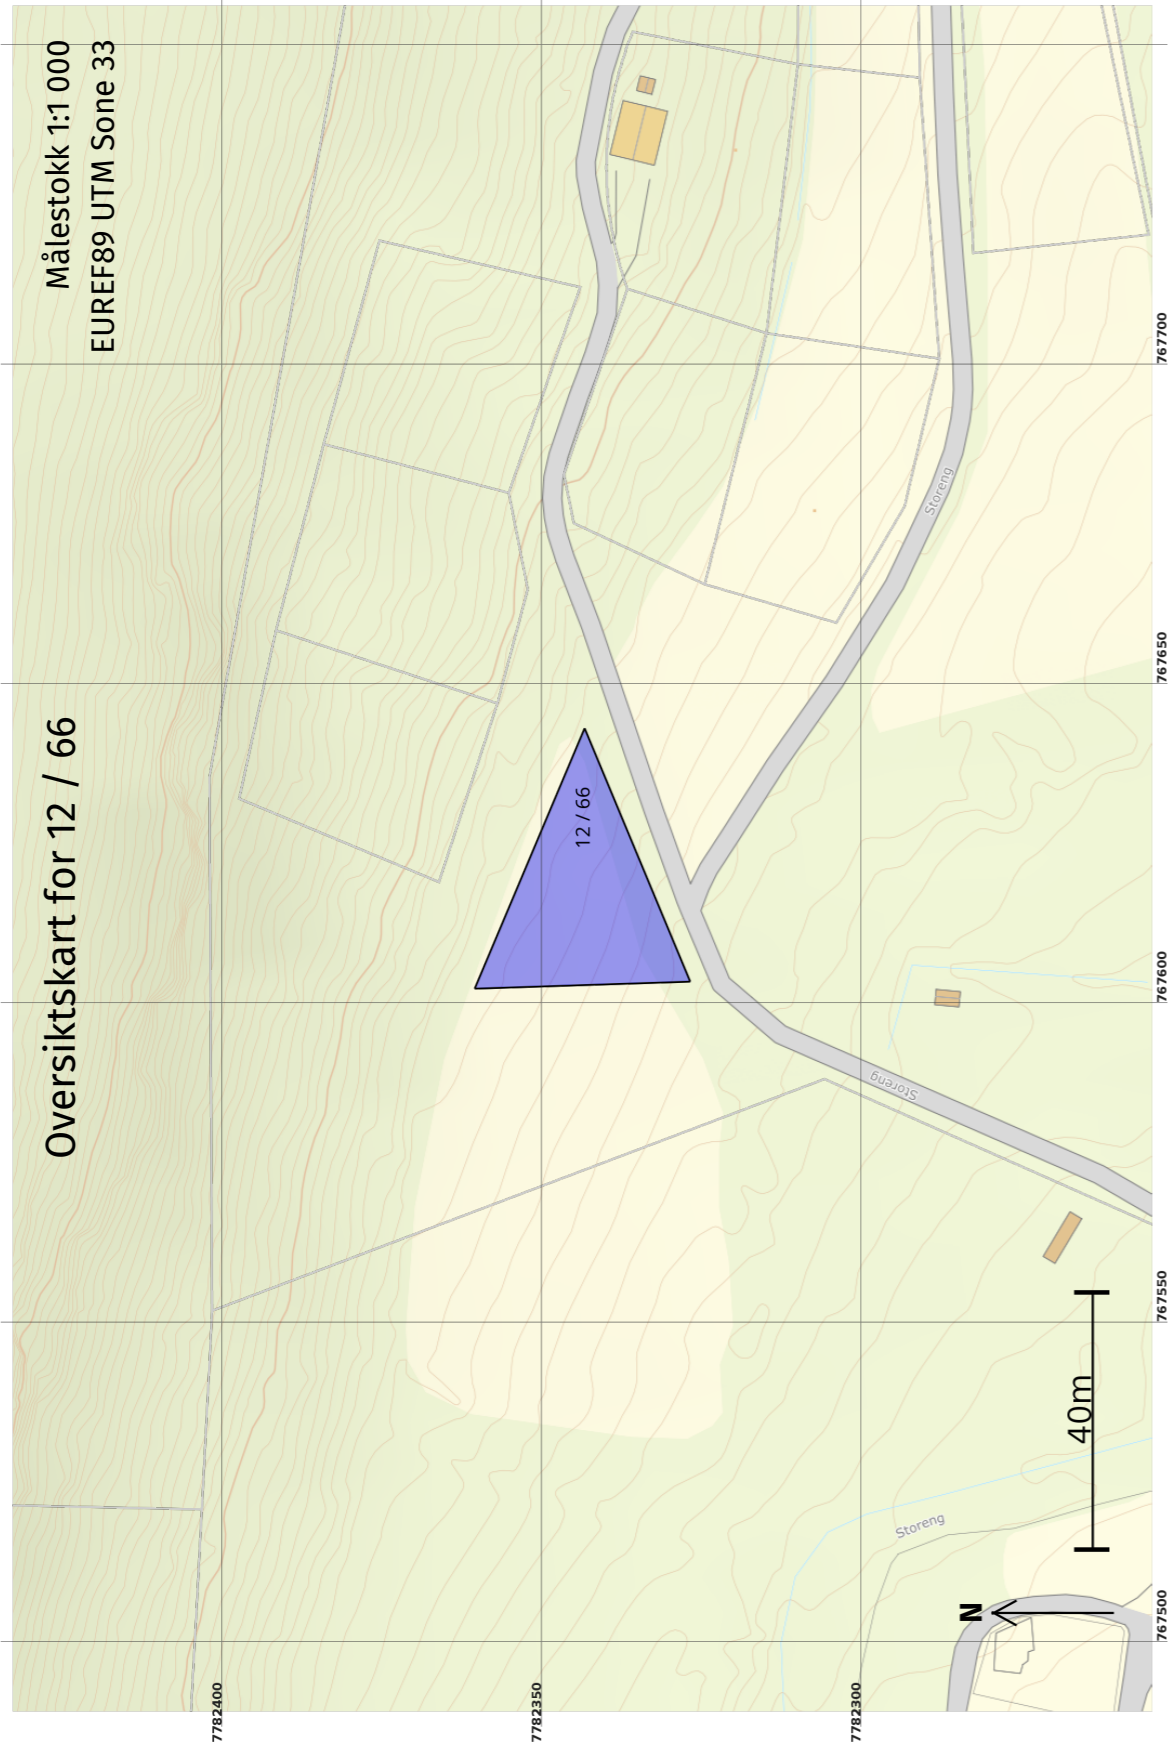 Målestokk 1:1 000
EUREF89 UTM Sone 33
Oversiktskart for 12 / 66
12 / 66
Storeng
Storeng
Storeng
40m
N
7782400
7782350
7782300
767500
767550
767600
767650
767700